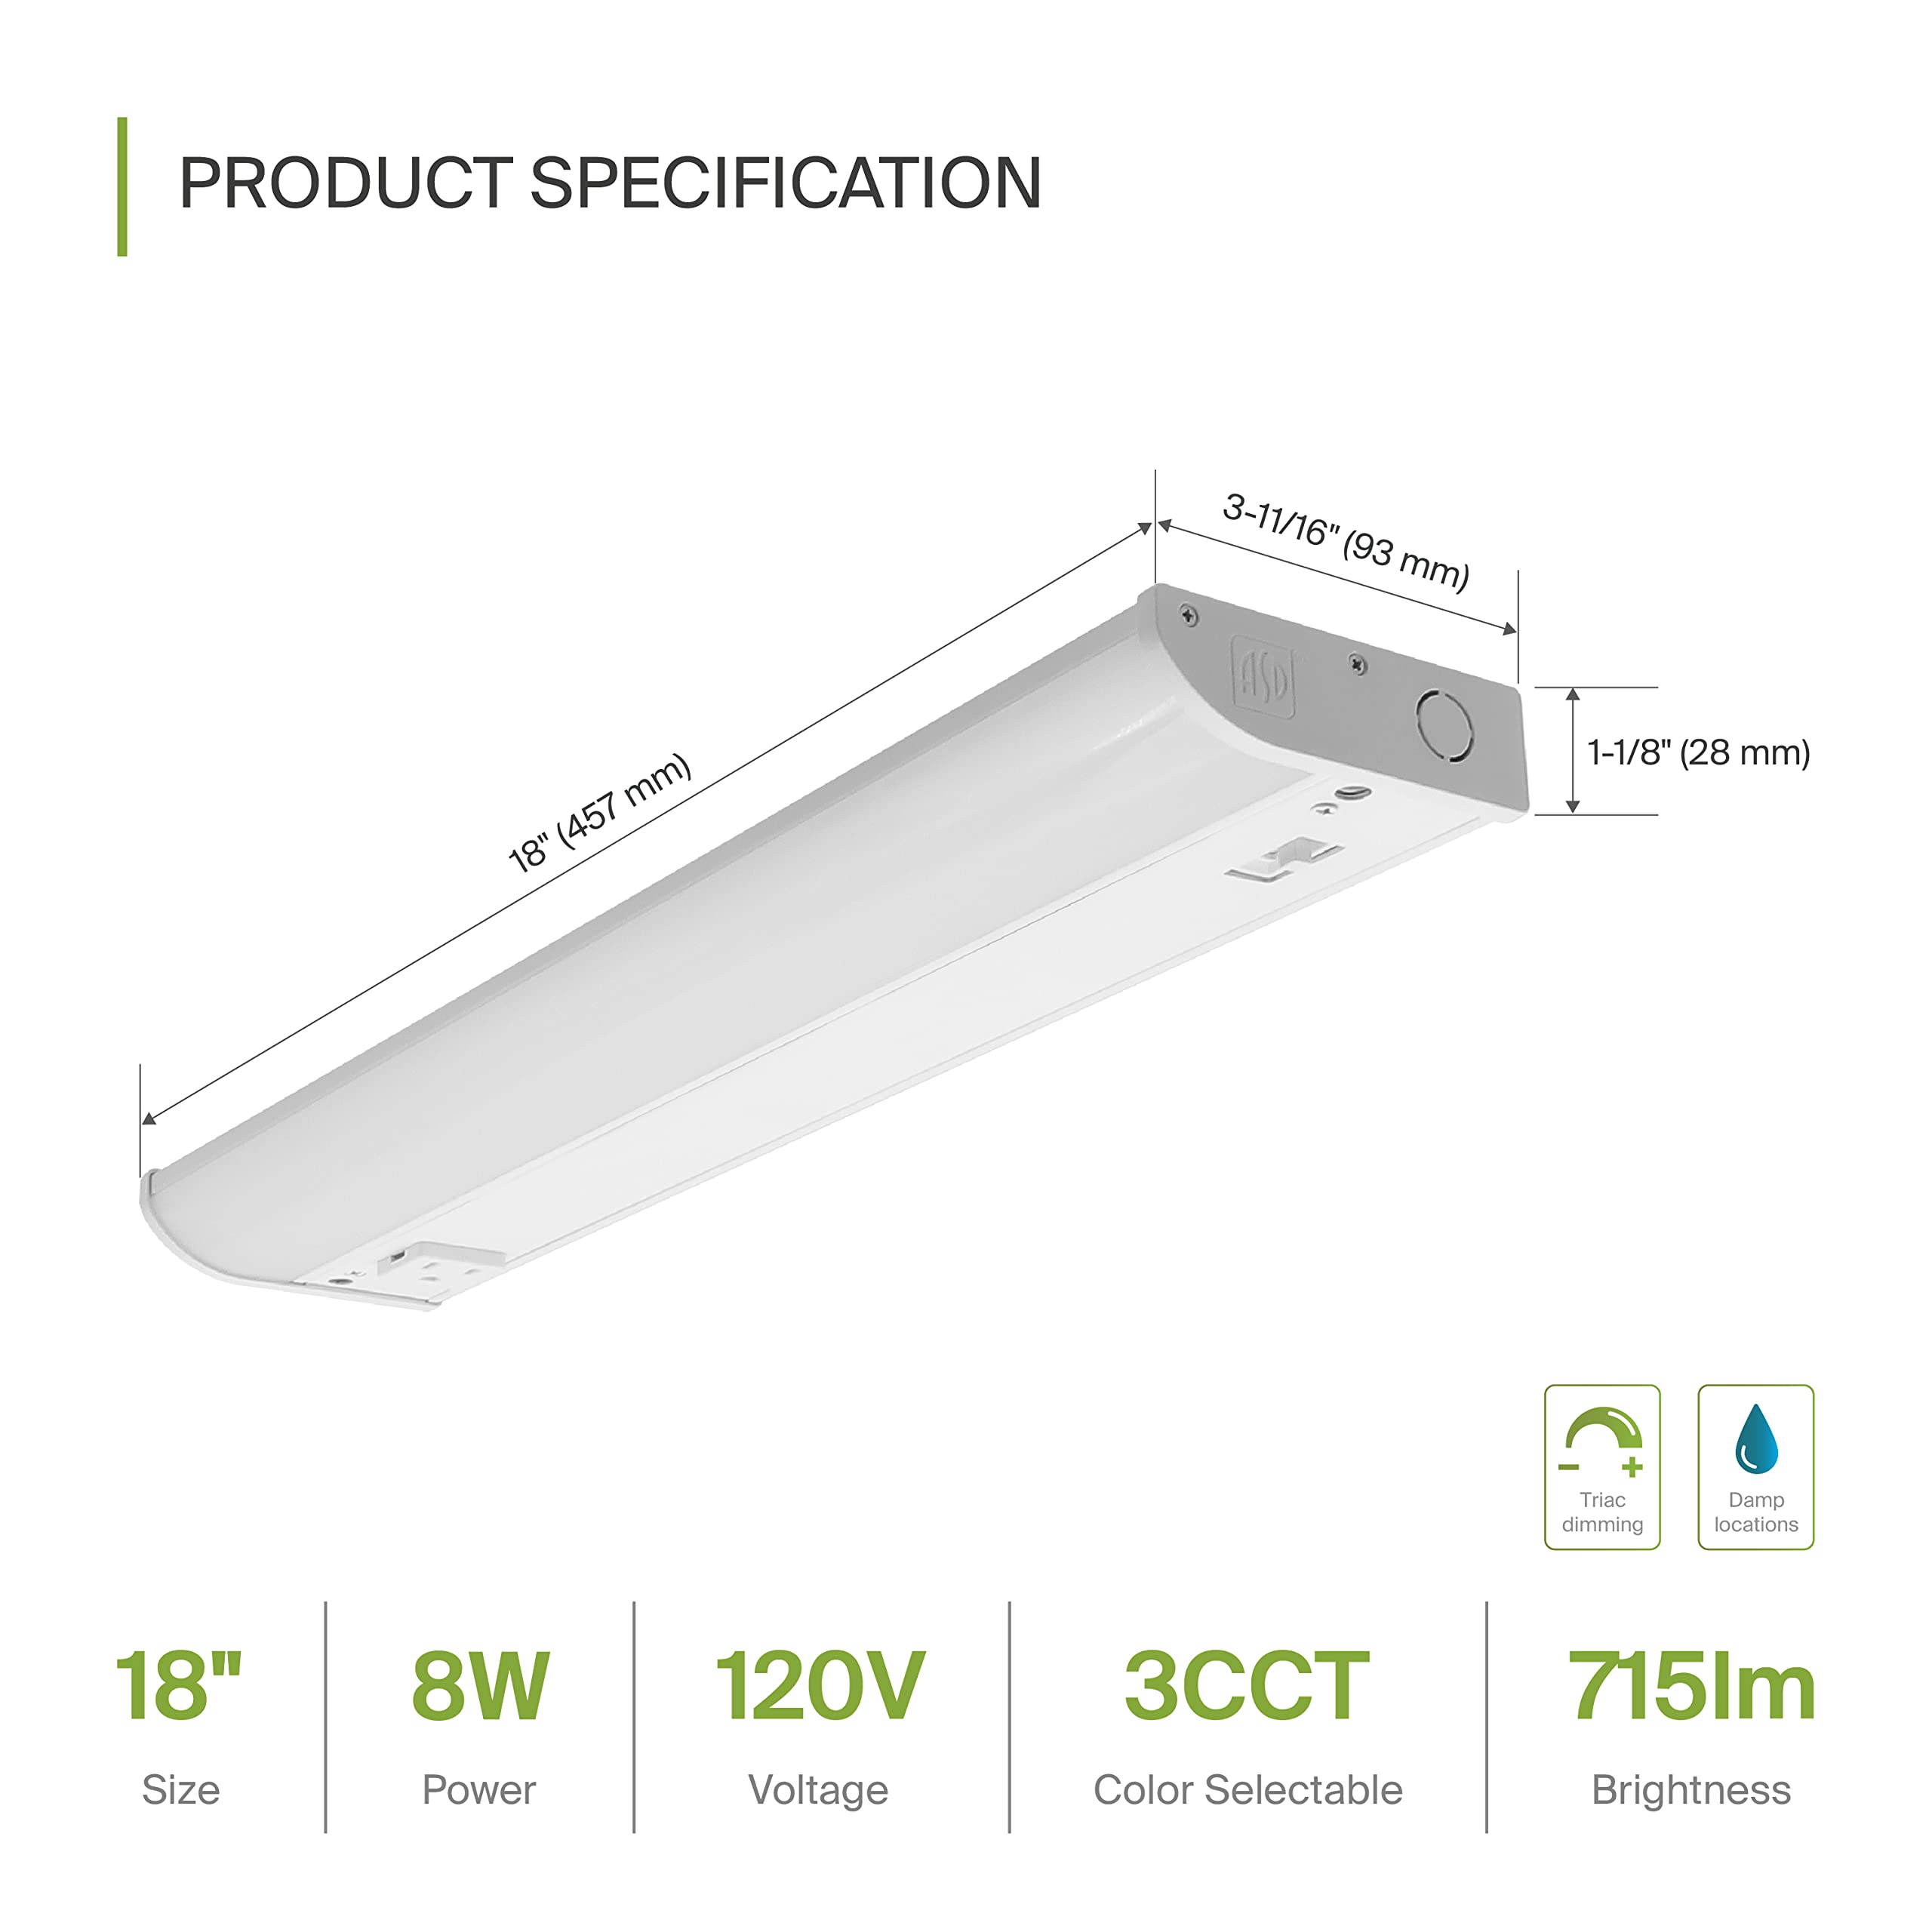 PRODUCT SPECIFICATION
3-11/16" (93 mm)
18" (457 mm)
ASD
1-1/8" (28 mm)
Triac
dimming
Damp
locations
18"
Size
8W
Power
120V
Voltage
3CCT
Color Selectable
715lm
Brightness